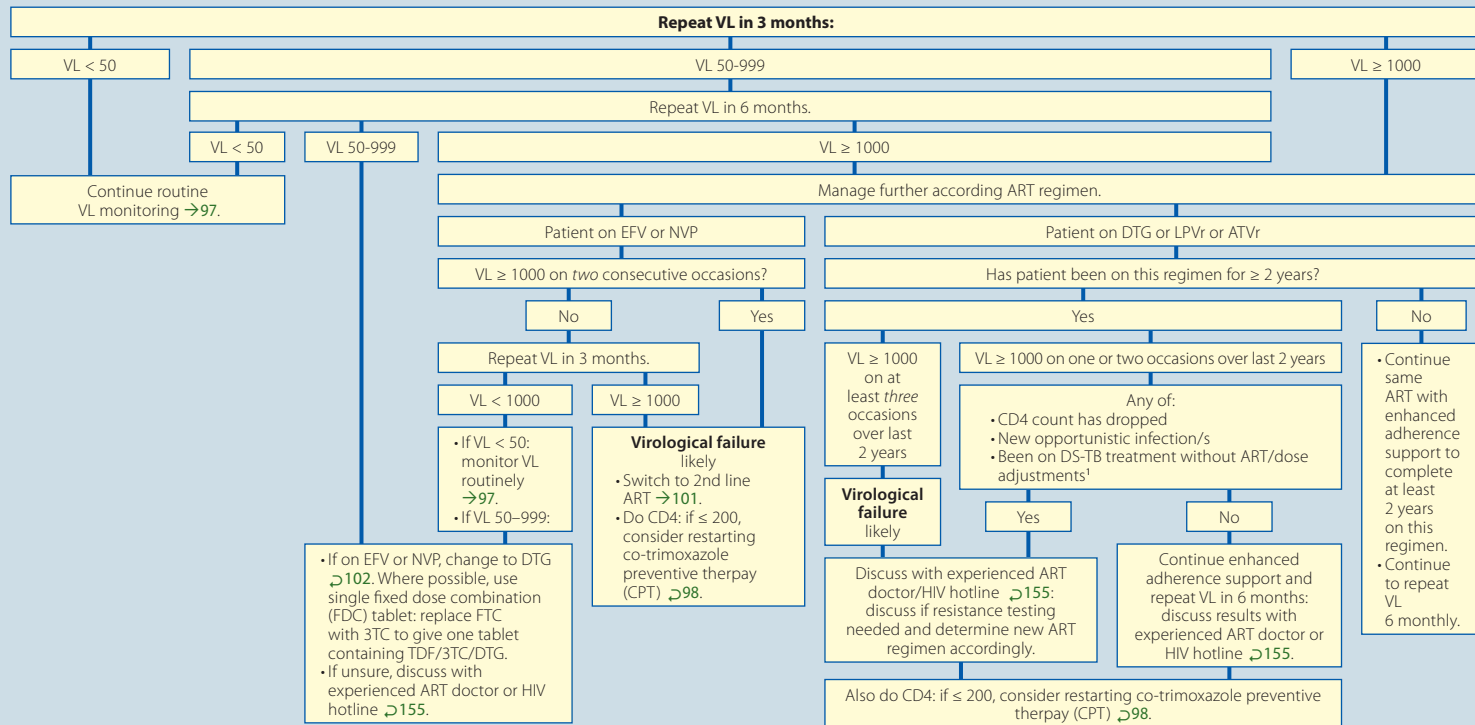 Repeat VL in 3 months:
VL < 50
VL 50-999
VL ≥ 1000
Repeat VL in 6 months.
VL < 50
VL 50-999
VL ≥ 1000
Continue routine
VL monitoring →97.
Manage further according ART regimen.
Patient on EFV or NVP
Patient on DTG or LPVr or ATVr
VL ≥ 1000 on two consecutive occasions?
Has patient been on this regimen for ≥ 2 years?
No
Yes
Yes
No
Repeat VL in 3 months.
VL < 1000
VL ≥ 1000
• If VL < 50:
monitor VL
routinely
→97.
• If VL 50–999:
Virological failure
likely
• Switch to 2nd line
ART →101.
• Do CD4: if ≤ 200,
consider restarting
co-trimoxazole
preventive therpay
(CPT) ⤾98.
• If on EFV or NVP, change to DTG
⤾102. Where possible, use
single fixed dose combination
(FDC) tablet: replace FTC
with 3TC to give one tablet
containing TDF/3TC/DTG.
• If unsure, discuss with
experienced ART doctor or HIV
hotline ⤾155.
VL ≥ 1000
on at
least three
occasions
over last
2 years
Virological
failure
likely
VL ≥ 1000 on one or two occasions over last 2 years
Any of:
• CD4 count has dropped
• New opportunistic infection/s
• Been on DS-TB treatment without ART/dose
adjustments¹
Yes
No
Discuss with experienced ART
doctor/HIV hotline ⤾155:
discuss if resistance testing
needed and determine new ART
regimen accordingly.
Continue enhanced
adherence support and
repeat VL in 6 months:
discuss results with
experienced ART doctor or
HIV hotline ⤾155.
Also do CD4: if ≤ 200, consider restarting co-trimoxazole preventive
therpay (CPT) ⤾98.
• Continue
same
ART with
enhanced
adherence
support to
complete
at least
2 years
on this
regimen.
• Continue
to repeat
VL
6 monthly.